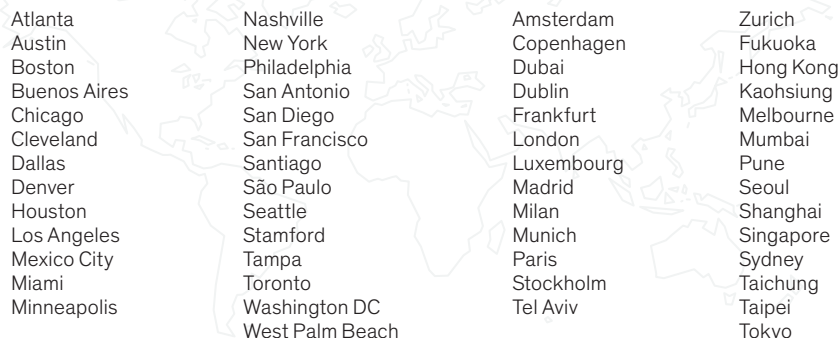 Atlanta
Austin
Boston
Buenos Aires
Chicago
Cleveland
Dallas
Denver
Houston
Los Angeles
Mexico City
Miami
Minneapolis
Nashville
New York
Philadelphia
San Antonio
San Diego
San Francisco
Santiago
São Paulo
Seattle
Stamford
Tampa
Toronto
Washington DC
West Palm Beach
Amsterdam
Copenhagen
Dubai
Dublin
Frankfurt
London
Luxembourg
Madrid
Milan
Munich
Paris
Stockholm
Tel Aviv
Zurich
Fukuoka
Hong Kong
Kaohsiung
Melbourne
Mumbai
Pune
Seoul
Shanghai
Singapore
Sydney
Taichung
Taipei
Tokyo